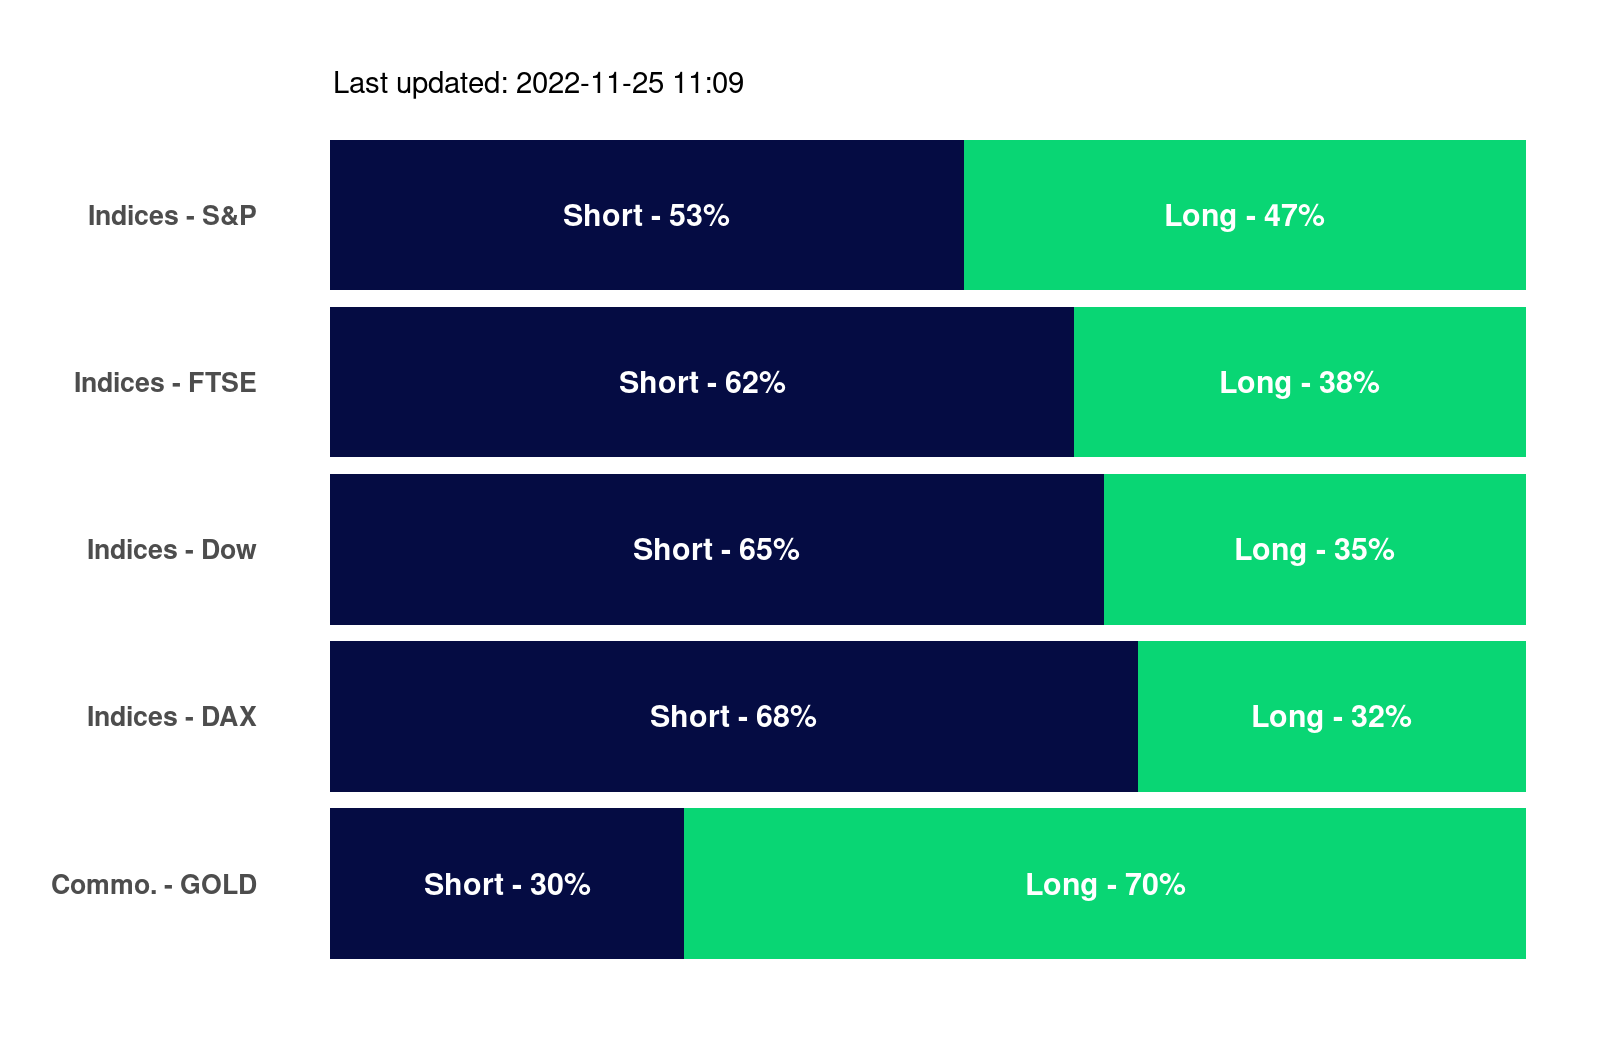 Last updated: 2022-11-25 11:09
Indices - S&P Short - 53% Long - 47%
Indices - FTSE Short - 62% Long - 38%
Indices - Dow Short - 65% Long - 35%
Indices - DAX Short - 68% Long - 32%
Commo. - GOLD Short - 30% Long - 70%